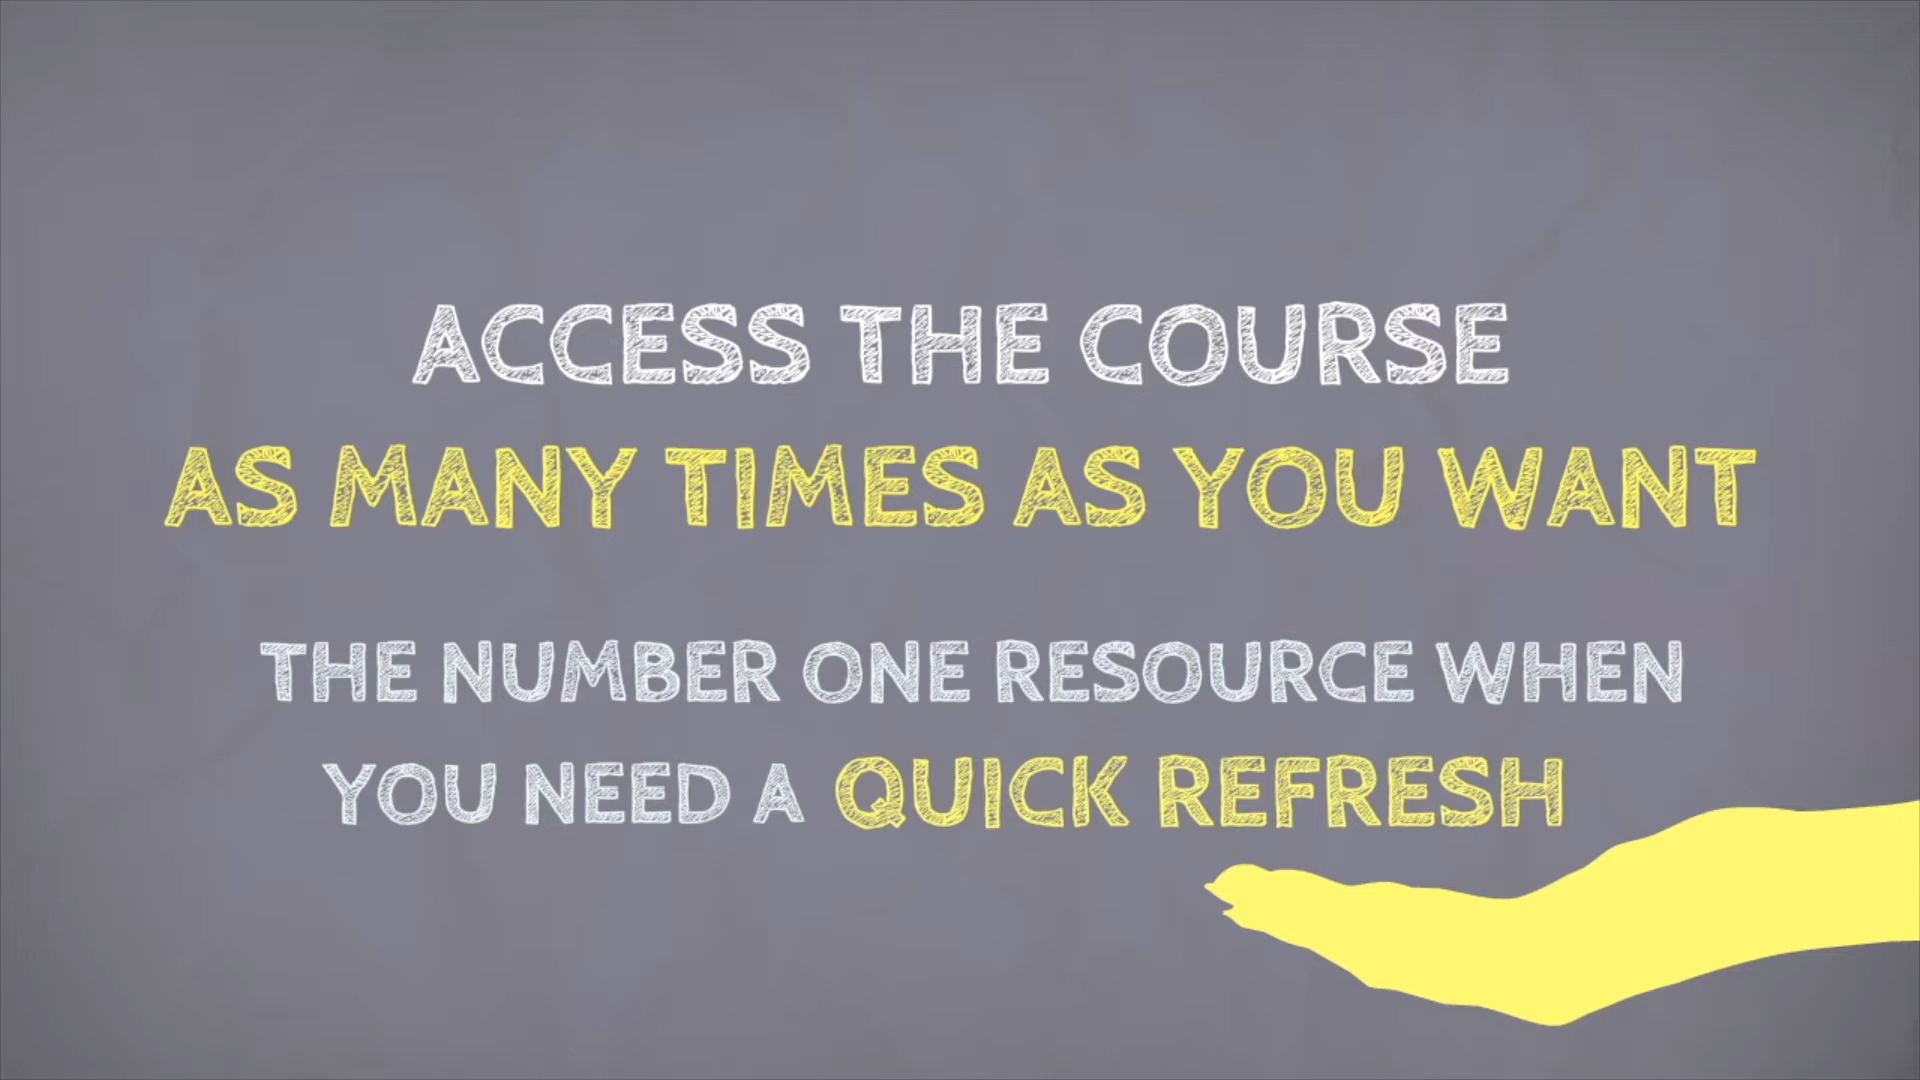 ACCESS THE COURSE
AS MANY TIMES AS YOU WANT
THE NUMBER ONE RESOURCE WHEN
YOU NEED A QUICK REFRESH